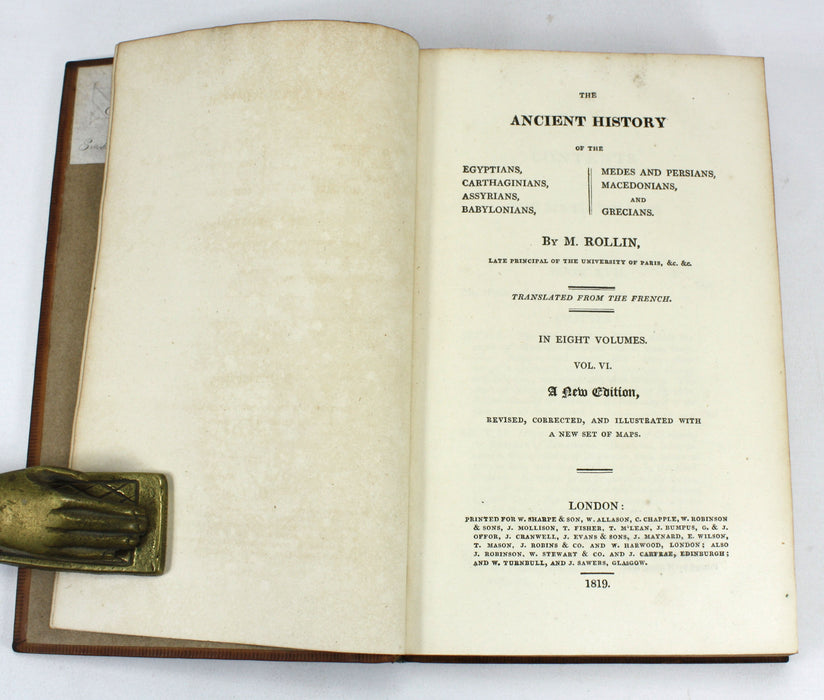 THE
ANCIENT HISTORY
OF THE
EGYPTIANS,
CARTHAGINIANS,
ASSYRIANS,
BABYLONIANS,
MEDES AND PERSIANS,
MACEDONIANS,
AND
GRECIANS.
BY M. ROLLIN,
LATE PRINCIPAL OF THE UNIVERSITY OF PARIS, &c. &c.
TRANSLATED FROM THE FRENCH.
IN EIGHT VOLUMES.
VOL. VI.
A New Edition,
REVISED, CORRECTED, AND ILLUSTRATED WITH
A NEW SET OF MAPS.
LONDON:
PRINTED FOR W. SHARPE & SON, W. ALLASON, C. CHAPPLE, W. ROBINSON
& SONS, J. MOLLISON, T. FISHER, T. M'LEAN, J. BUMPUS, G. & J.
OFFOR, J. CRANWELL, J. EVANS & SONS, J. MAYNARD, E. WILSON,
T. MASON, J. ROBINS & CO. AND W. HARWOOD, LONDON; ALSO
J. ROBINSON, W. STEWART & CO. AND J. CARFRAE, EDINBURGH;
AND W. TURNBULL, AND J. SAWERS, GLASGOW.
1819.